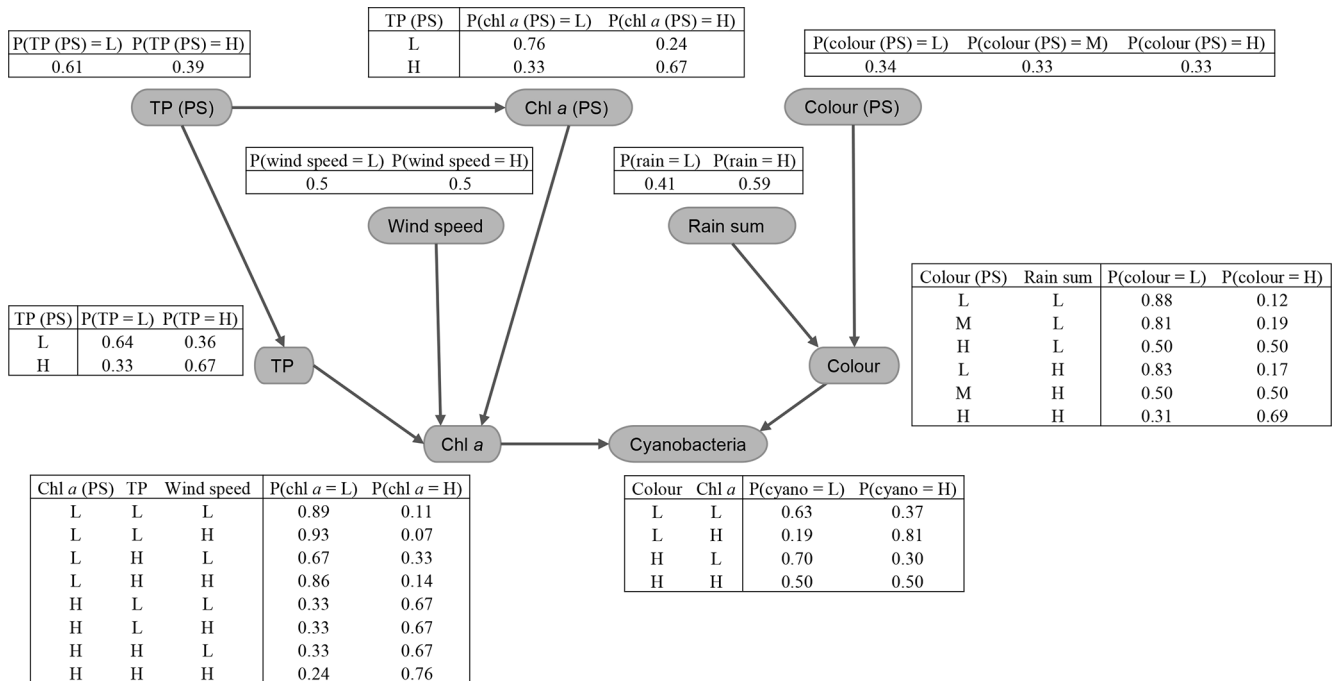 P(TP (PS) = L) P(TP (PS) = H)
0.61 0.39
TP (PS) P(chl a (PS) = L) P(chl a (PS) = H)
L 0.76 0.24
H 0.33 0.67
P(colour (PS) = L) P(colour (PS) = M) P(colour (PS) = H)
0.34 0.33 0.33
TP (PS)
Chl a (PS)
Colour (PS)
P(wind speed = L) P(wind speed = H)
0.5 0.5
P(rain = L) P(rain = H)
0.41 0.59
Wind speed
Rain sum
Colour (PS) Rain sum P(colour = L) P(colour = H)
L L 0.88 0.12
M L 0.81 0.19
H L 0.50 0.50
L H 0.83 0.17
M H 0.50 0.50
H H 0.31 0.69
TP (PS) P(TP = L) P(TP = H)
L 0.64 0.36
H 0.33 0.67
TP
Colour
Chl a
Cyanobacteria
Chl a (PS) TP Wind speed P(chl a = L) P(chl a = H)
L L L 0.89 0.11
L L H 0.93 0.07
L H L 0.67 0.33
L H H 0.86 0.14
H L L 0.33 0.67
H L H 0.33 0.67
H H L 0.33 0.67
H H H 0.24 0.76
Colour Chl a P(cyano = L) P(cyano = H)
L L 0.63 0.37
L H 0.19 0.81
H L 0.70 0.30
H H 0.50 0.50